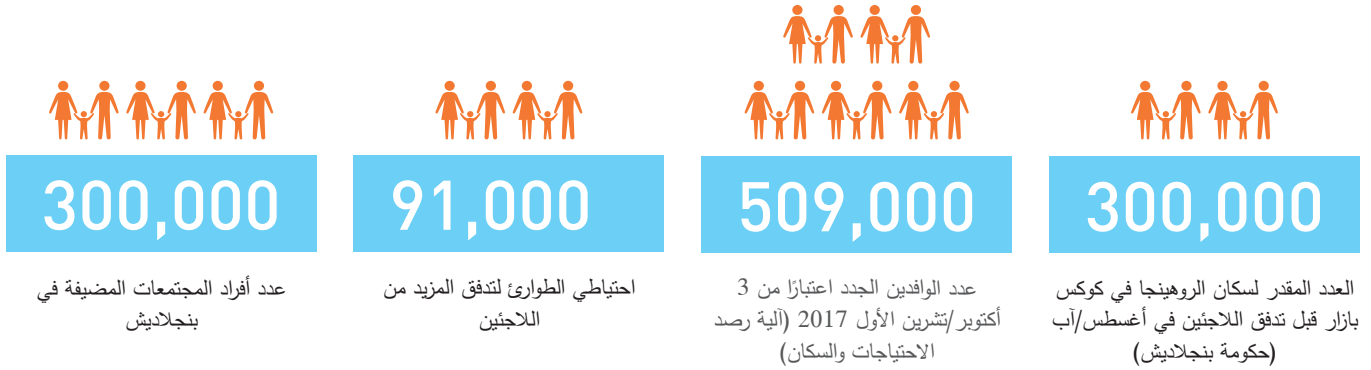 300,000
العدد المقدر لسكان الروهينجا في كوكس
بازار قبل تدفق اللاجئين في أغسطس/آب
(حكومة بنجلاديش)
509,000
عدد الوافدين الجدد اعتبارًا من 3
أكتوبر/تشرين الأول 2017 (آلية رصد
الاحتياجات والسكان)
91,000
احتياطي الطوارئ لتدفق المزيد من
اللاجئين
300,000
عدد أفراد المجتمعات المضيفة في
بنجلاديش